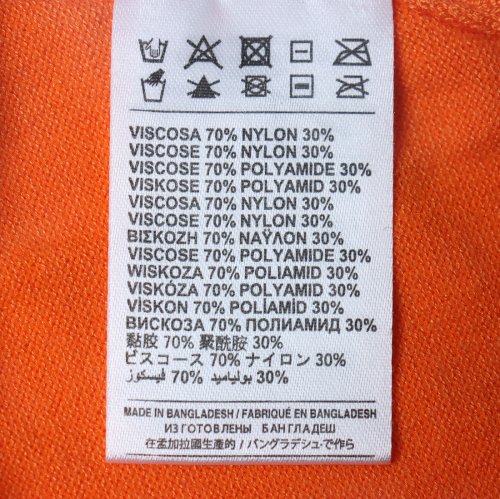 VISCOSA 70% NYLON 30%
VISCOSE 70% NYLON 30%
VISCOSE 70% POLYAMIDE 30%
VISKOSE 70% POLYAMID 30%
VISCOSA 70% NYLON 30%
VISCOSE 70% NYLON 30%
ΒΙΣΚΟΖΗ 70% ΝΑΫΛΟΝ 30%
VISCOSE 70% POLYAMIDE 30%
WISKOZA 70% POLIAMID 30%
VISKÓZA 70% POLIAMID 30%
VİSKON 70% POLİAMİD 30%
ВИСКОЗА 70% ПОЛИАМИД 30%
黏胶 70% 聚酰胺 30%
ビスコース 70% ナイロン 30%
فيسكوز 70% بولياميد 30%
MADE IN BANGLADESH / FABRIQUÉ EN BANGLADESH
ИЗ ГОТОВЛЕНЫ БАНГЛАДЕШ
在孟加拉國生產的 / バングラデシュで作ら